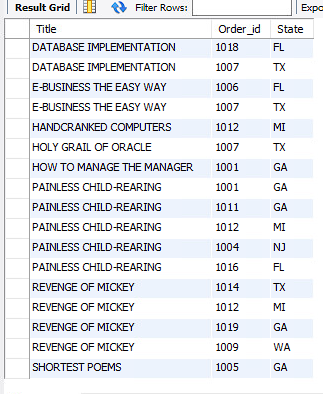 Result Grid Filter Rows: Expo
Title Order_id State
DATABASE IMPLEMENTATION 1018 FL
DATABASE IMPLEMENTATION 1007 TX
E-BUSINESS THE EASY WAY 1006 FL
E-BUSINESS THE EASY WAY 1007 TX
HANDCRANKED COMPUTERS 1012 MI
HOLY GRAIL OF ORACLE 1007 TX
HOW TO MANAGE THE MANAGER 1001 GA
PAINLESS CHILD-REARING 1001 GA
PAINLESS CHILD-REARING 1011 GA
PAINLESS CHILD-REARING 1012 MI
PAINLESS CHILD-REARING 1004 NJ
PAINLESS CHILD-REARING 1016 FL
REVENGE OF MICKEY 1014 TX
REVENGE OF MICKEY 1012 MI
REVENGE OF MICKEY 1019 GA
REVENGE OF MICKEY 1009 WA
SHORTEST POEMS 1005 GA